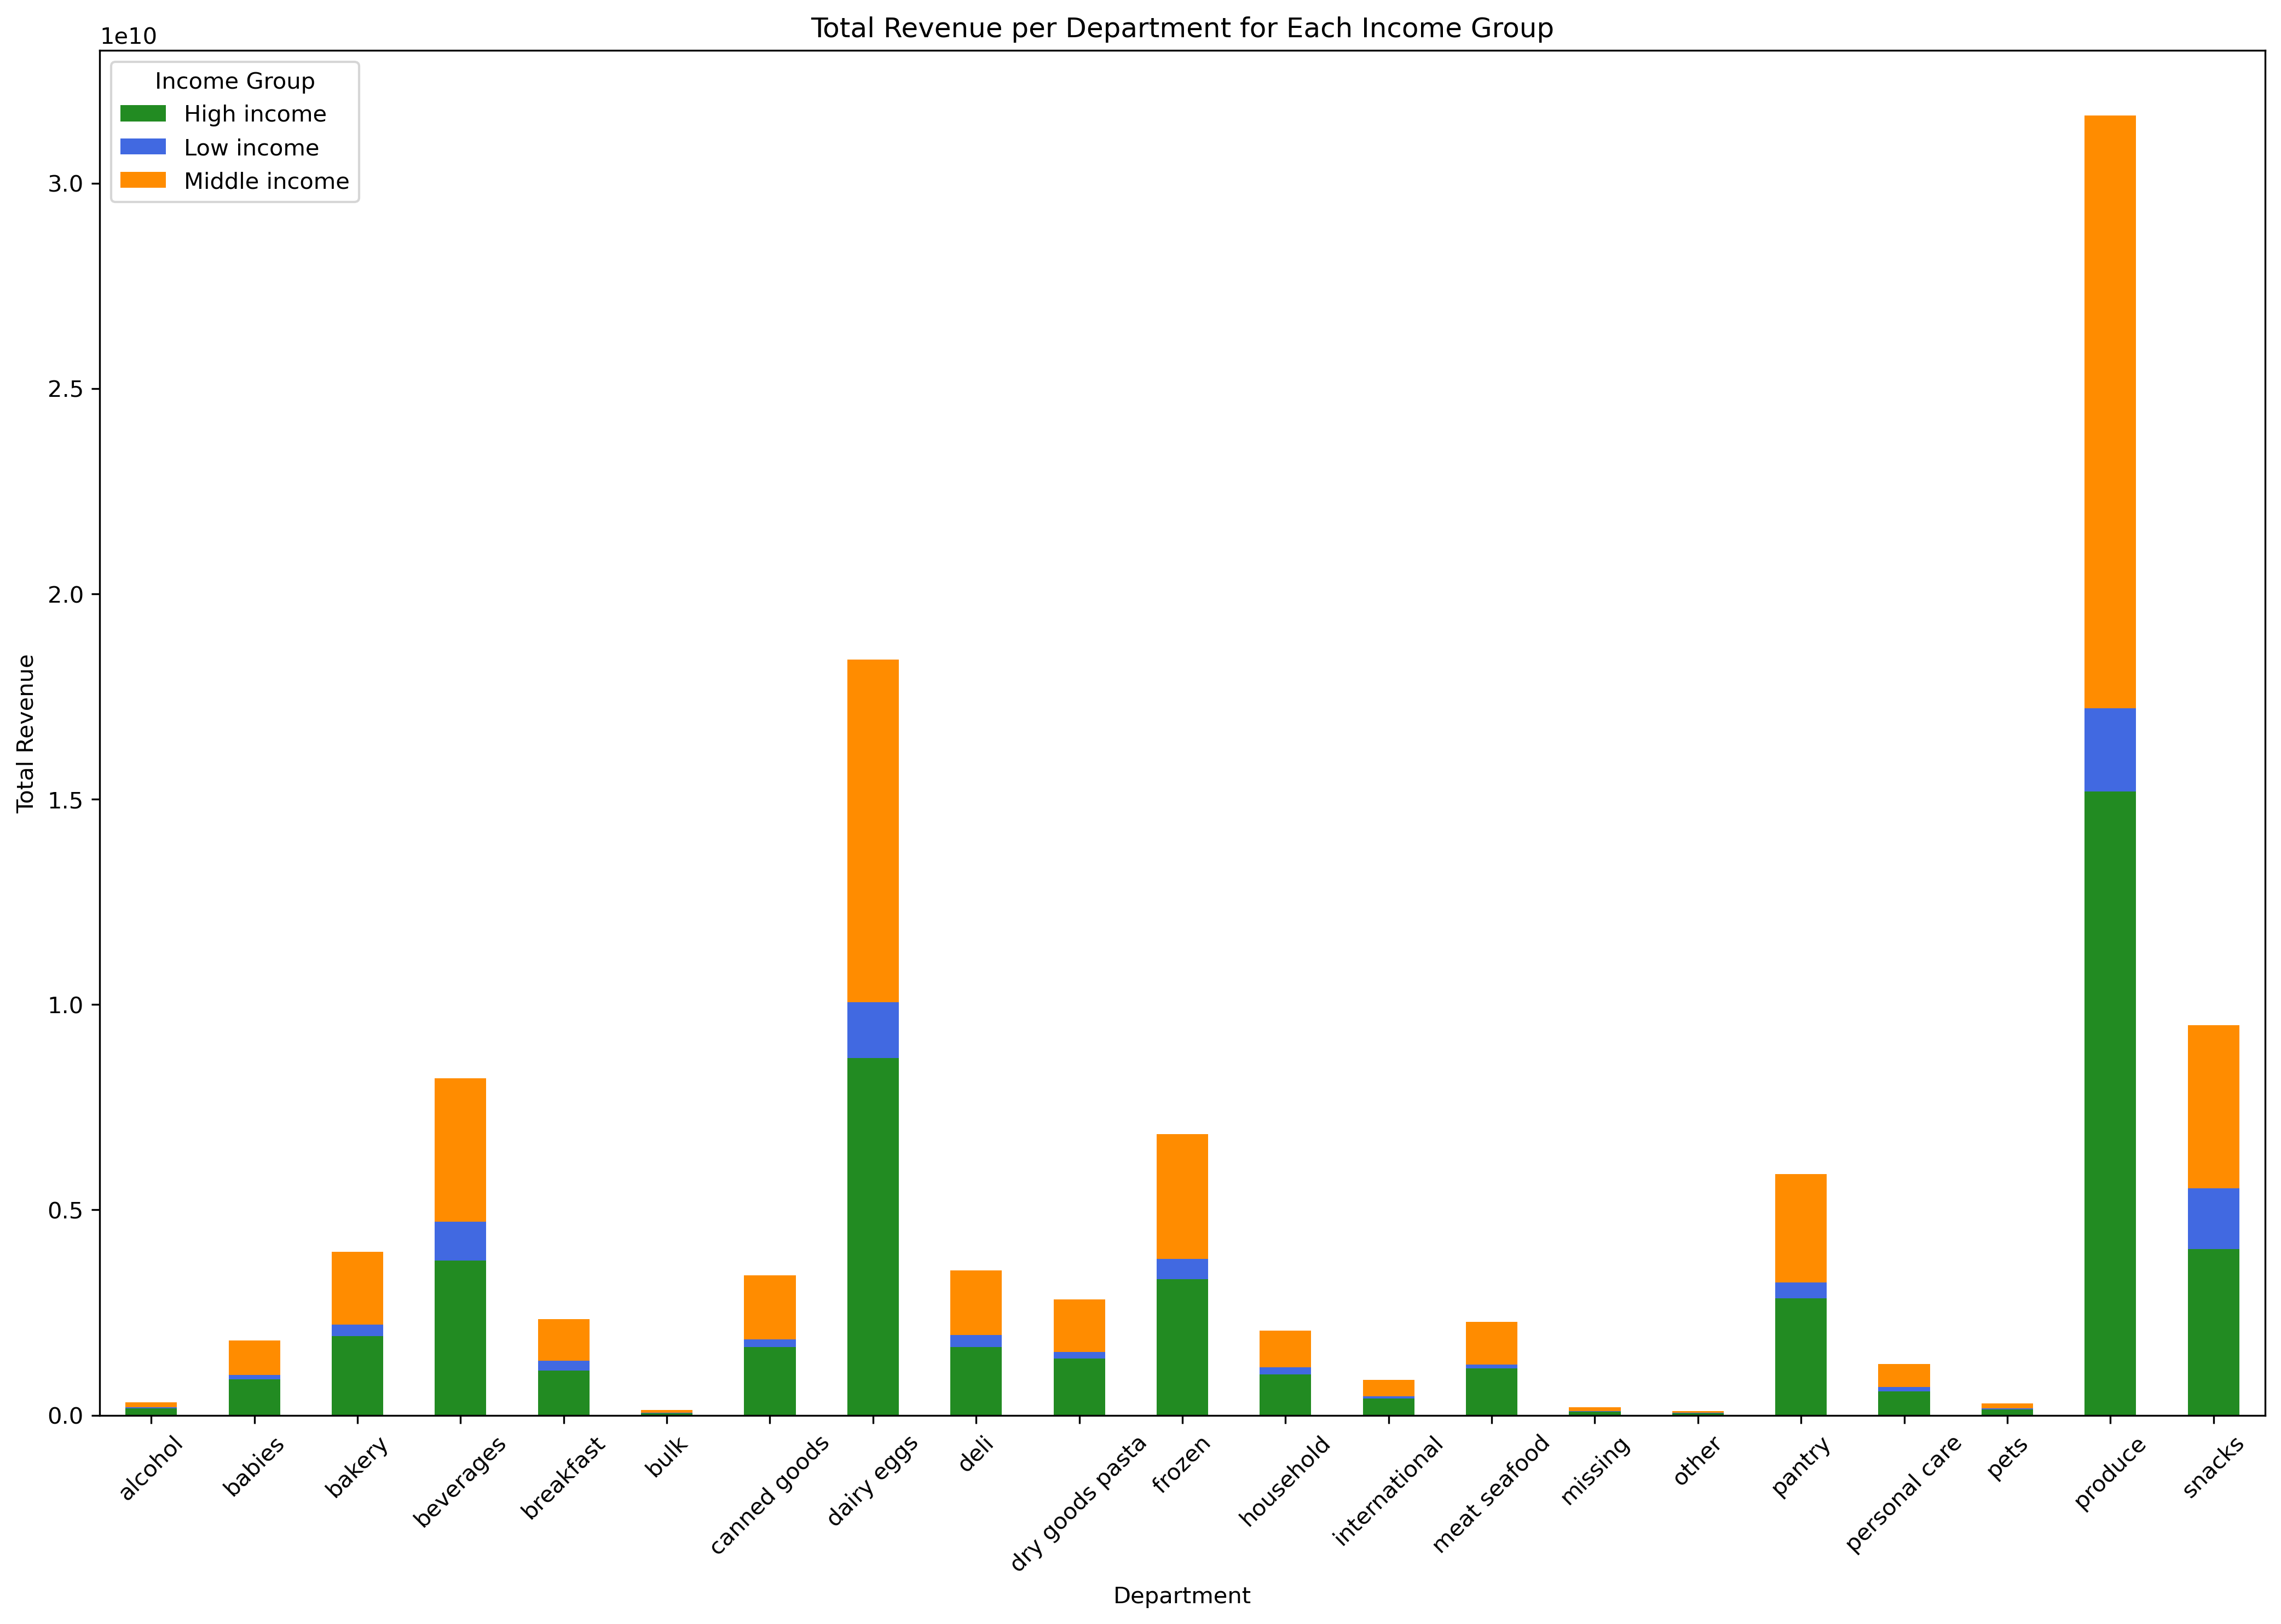 Total Revenue per Department for Each Income Group
1e10
Income Group
High income
Low income
Middle income
3.0
2.5
2.0
1.5
1.0
0.5
0.0
Total Revenue
alcohol
babies
bakery
beverages
breakfast
bulk
canned goods
dairy eggs
deli
dry goods pasta
frozen
household
international
meat seafood
missing
other
pantry
personal care
pets
produce
snacks
Department